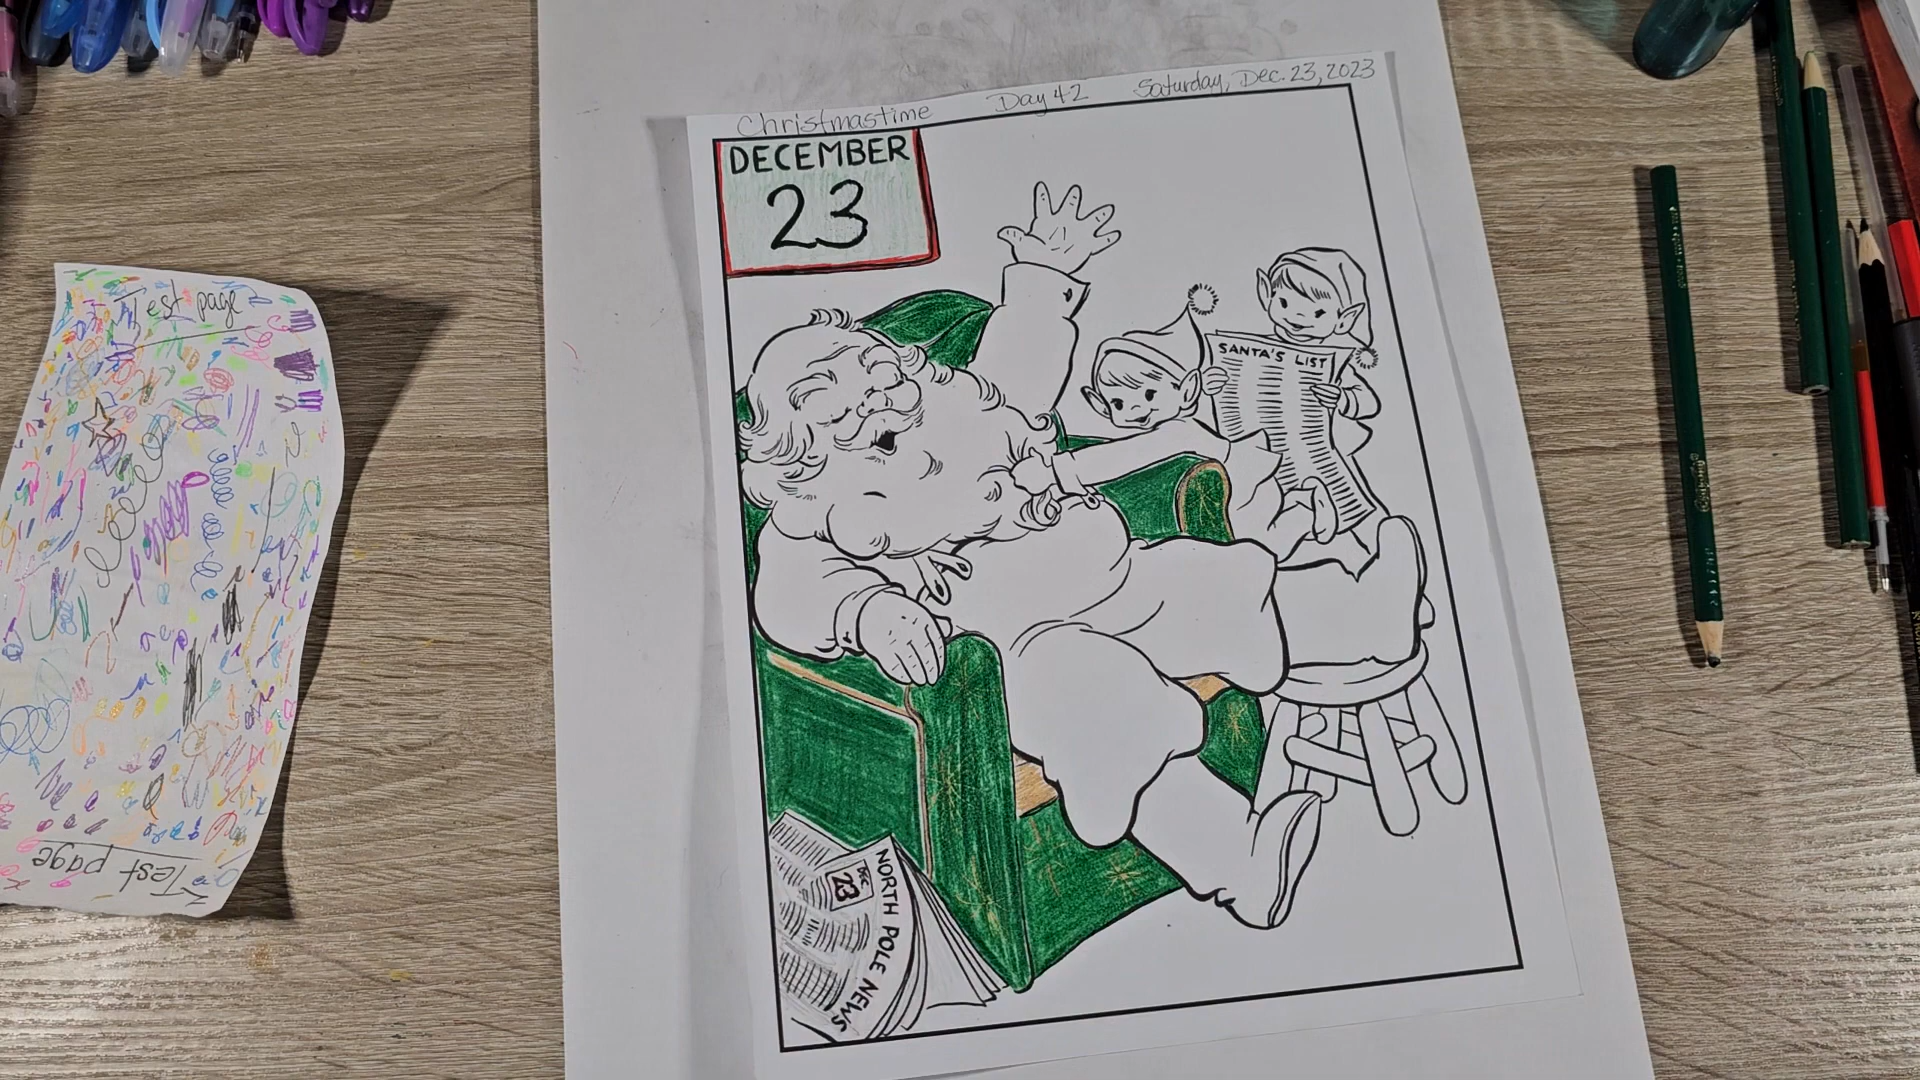 Christmastime Day 42 Saturday, Dec. 23, 2023
DECEMBER
23
SANTA'S LIST
NORTH POLE NEWS
DEC.
23
Test page
Test page